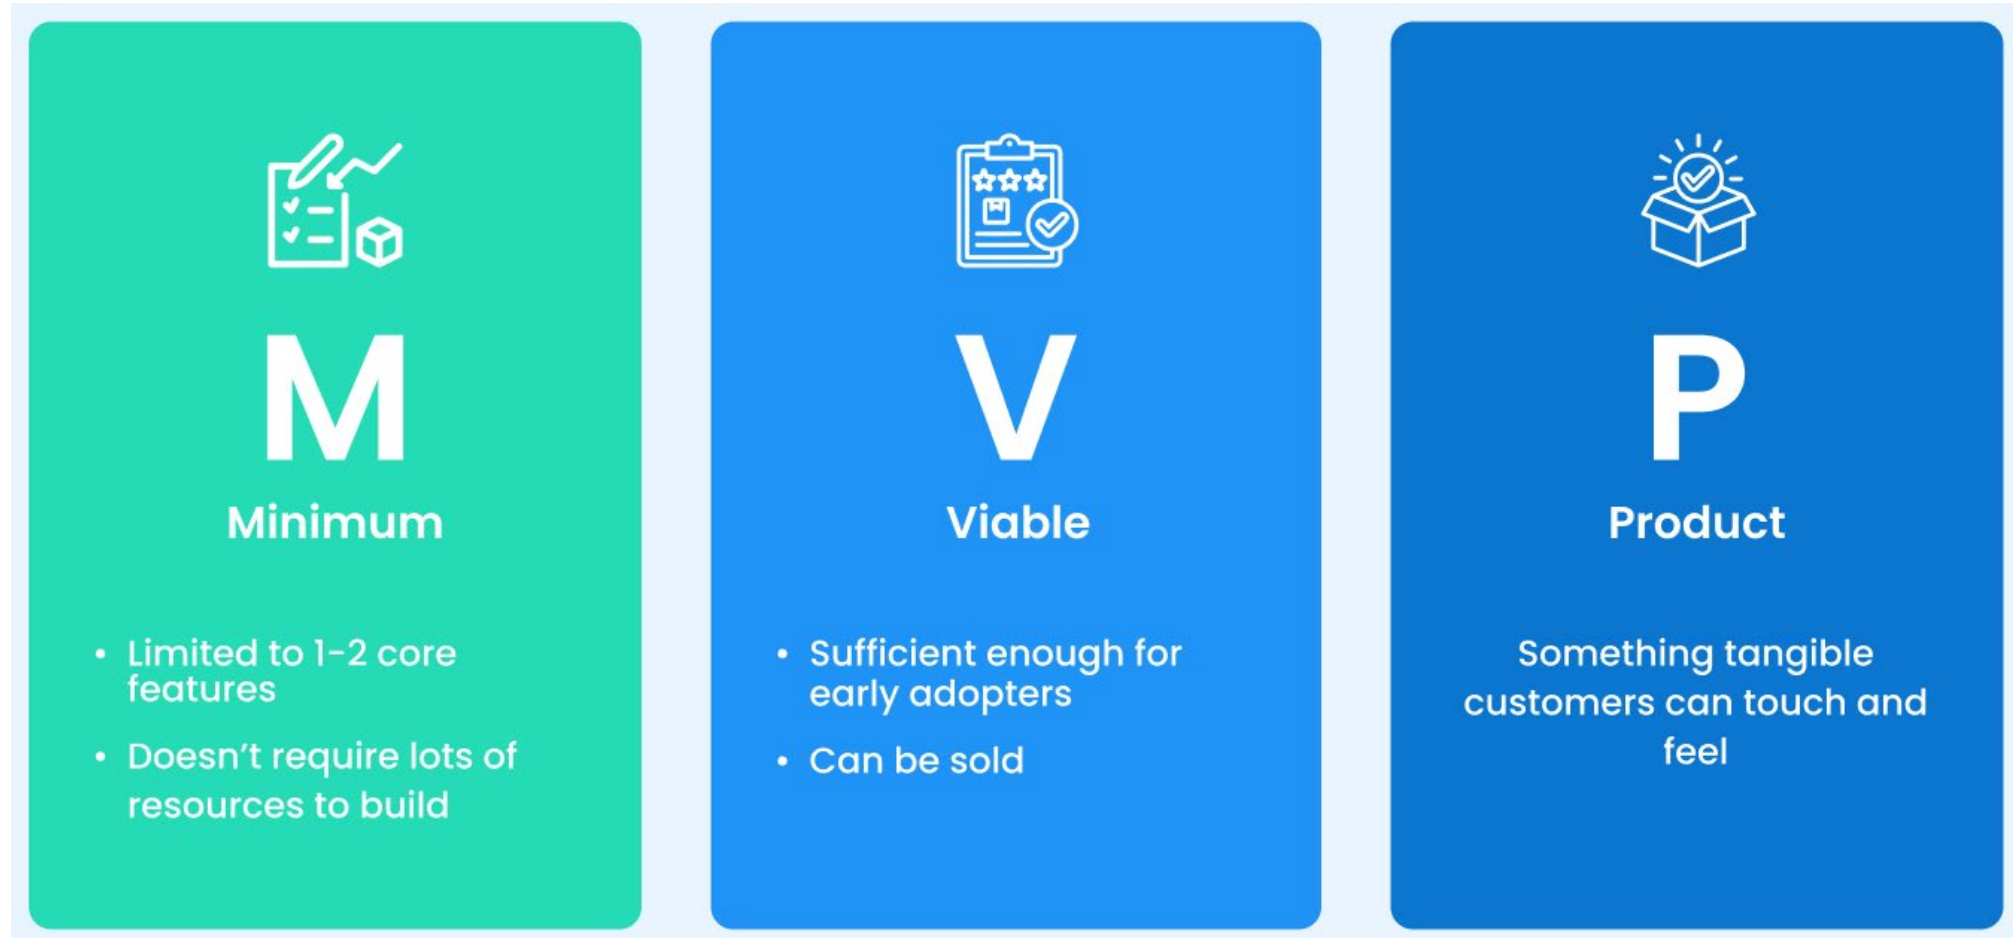 M
Minimum
• Limited to 1-2 core
features
• Doesn't require lots of
resources to build
V
Viable
• Sufficient enough for
early adopters
• Can be sold
P
Product
Something tangible
customers can touch and
feel